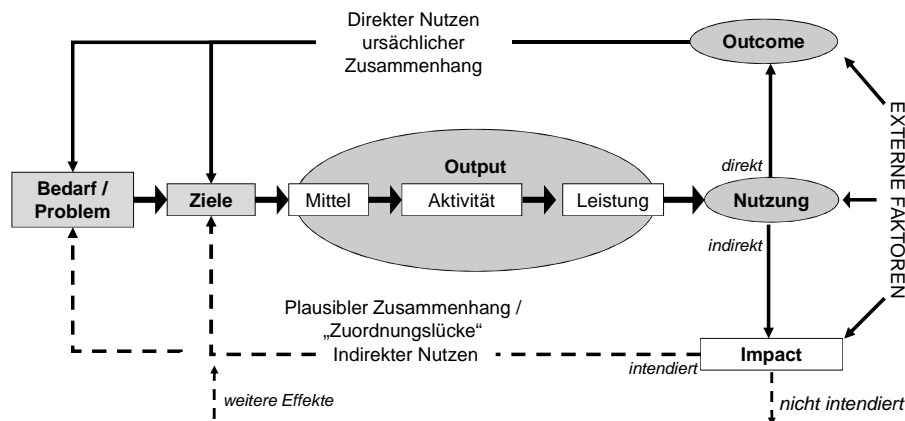 Direkter Nutzen
ursächlicher
Zusammenhang
Outcome
EXTERNE FAKTOREN
Output
direkt
Bedarf /
Problem
Ziele
Mittel
Aktivität
Leistung
Nutzung
indirekt
Plausibler Zusammenhang /
„Zuordnungslücke“
Indirekter Nutzen
intendiert
Impact
weitere Effekte
nicht intendiert